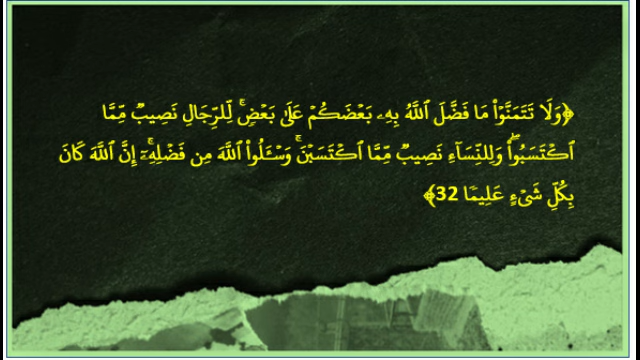 ﴿وَلَا تَتَمَنَّوۡاْ مَا فَضَّلَ ٱللَّهُ بِهِۦ بَعۡضَكُمۡ عَلَىٰ بَعۡضٖۚ لِّلرِّجَالِ نَصِيبٞ مِّمَّا
ٱكۡتَسَبُواْۖ وَلِلنِّسَآءِ نَصِيبٞ مِّمَّا ٱكۡتَسَبۡنَۚ وَسۡـَٔلُواْ ٱللَّهَ مِن فَضۡلِهِۦٓۚ إِنَّ ٱللَّهَ كَانَ
بِكُلِّ شَيۡءٍ عَلِيمٗا 32﴾